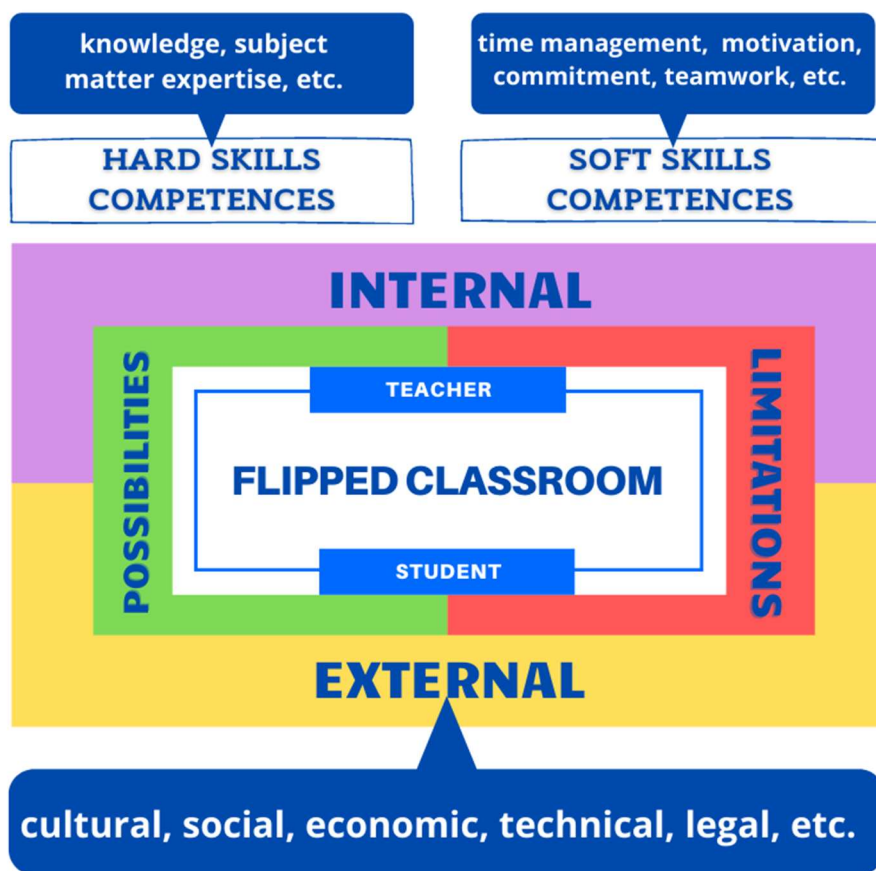 knowledge, subject
matter expertise, etc.
time management, motivation,
commitment, teamwork, etc.
HARD SKILLS
COMPETENCES
SOFT SKILLS
COMPETENCES
INTERNAL
POSSIBILITIES
TEACHER
FLIPPED CLASSROOM
STUDENT
LIMITATIONS
EXTERNAL
cultural, social, economic, technical, legal, etc.